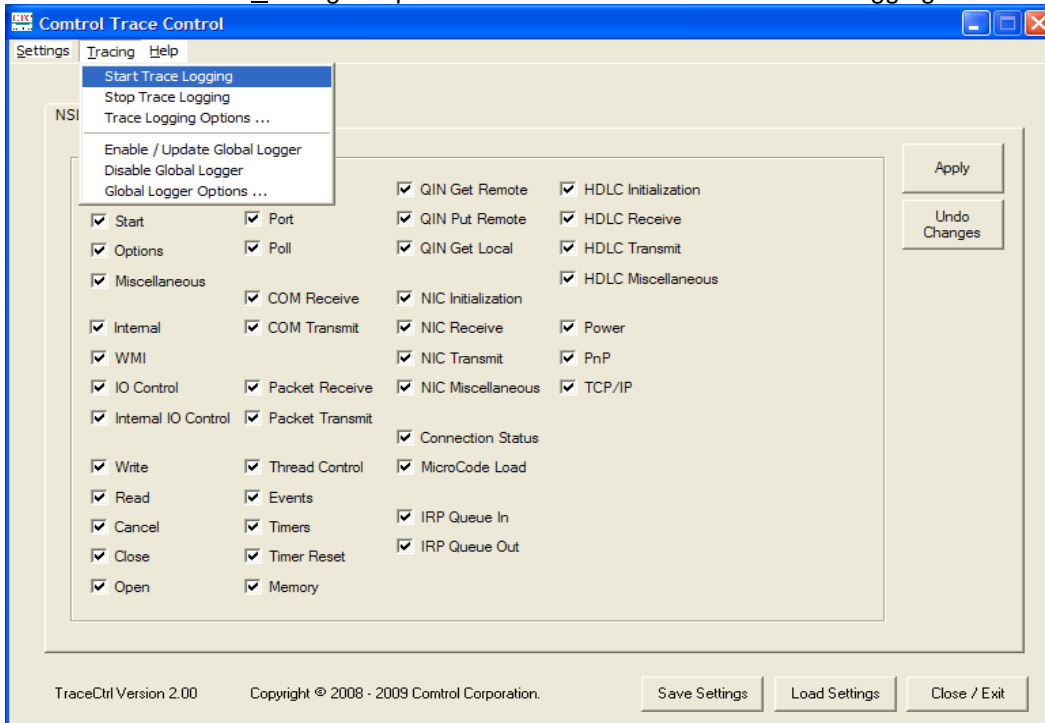 Comtrol Trace Control
Settings Tracing Help
Start Trace Logging
Stop Trace Logging
Trace Logging Options ...
Enable / Update Global Logger
Disable Global Logger
Global Logger Options ...
Start
Options
Miscellaneous
Internal
WMI
IO Control
Internal IO Control
Write
Read
Cancel
Close
Open
Port
Poll
COM Receive
COM Transmit
Packet Receive
Packet Transmit
Thread Control
Events
Timers
Timer Reset
Memory
QIN Get Remote
QIN Put Remote
QIN Get Local
NIC Initialization
NIC Receive
NIC Transmit
NIC Miscellaneous
Connection Status
MicroCode Load
IRP Queue In
IRP Queue Out
HDLC Initialization
HDLC Receive
HDLC Transmit
HDLC Miscellaneous
Power
PnP
TCP/IP
Apply
Undo
Changes
TraceCtrl Version 2.00 Copyright © 2008 - 2009 Comtrol Corporation.
Save Settings Load Settings Close / Exit